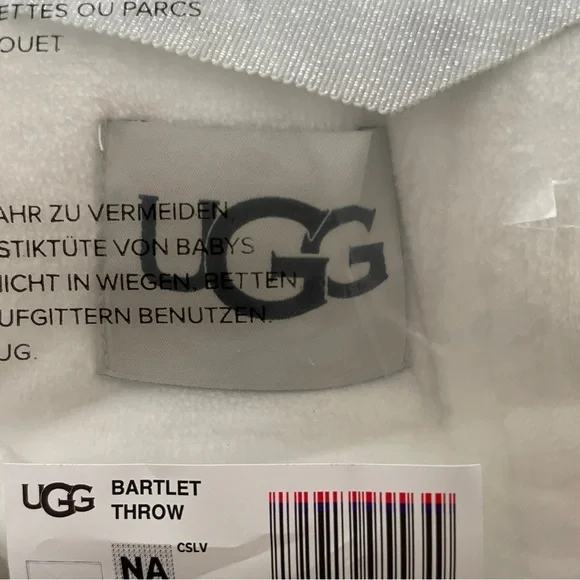 ETTES OU PARCS
OUET
UGG
AHR ZU VERMEIDEN,
STIKTÜTE VON BABYS
NICHT IN WIEGEN, BETTEN
UFGITTERN BENUTZEN.
UG.
UGG BARTLET
THROW
CSLV
NA